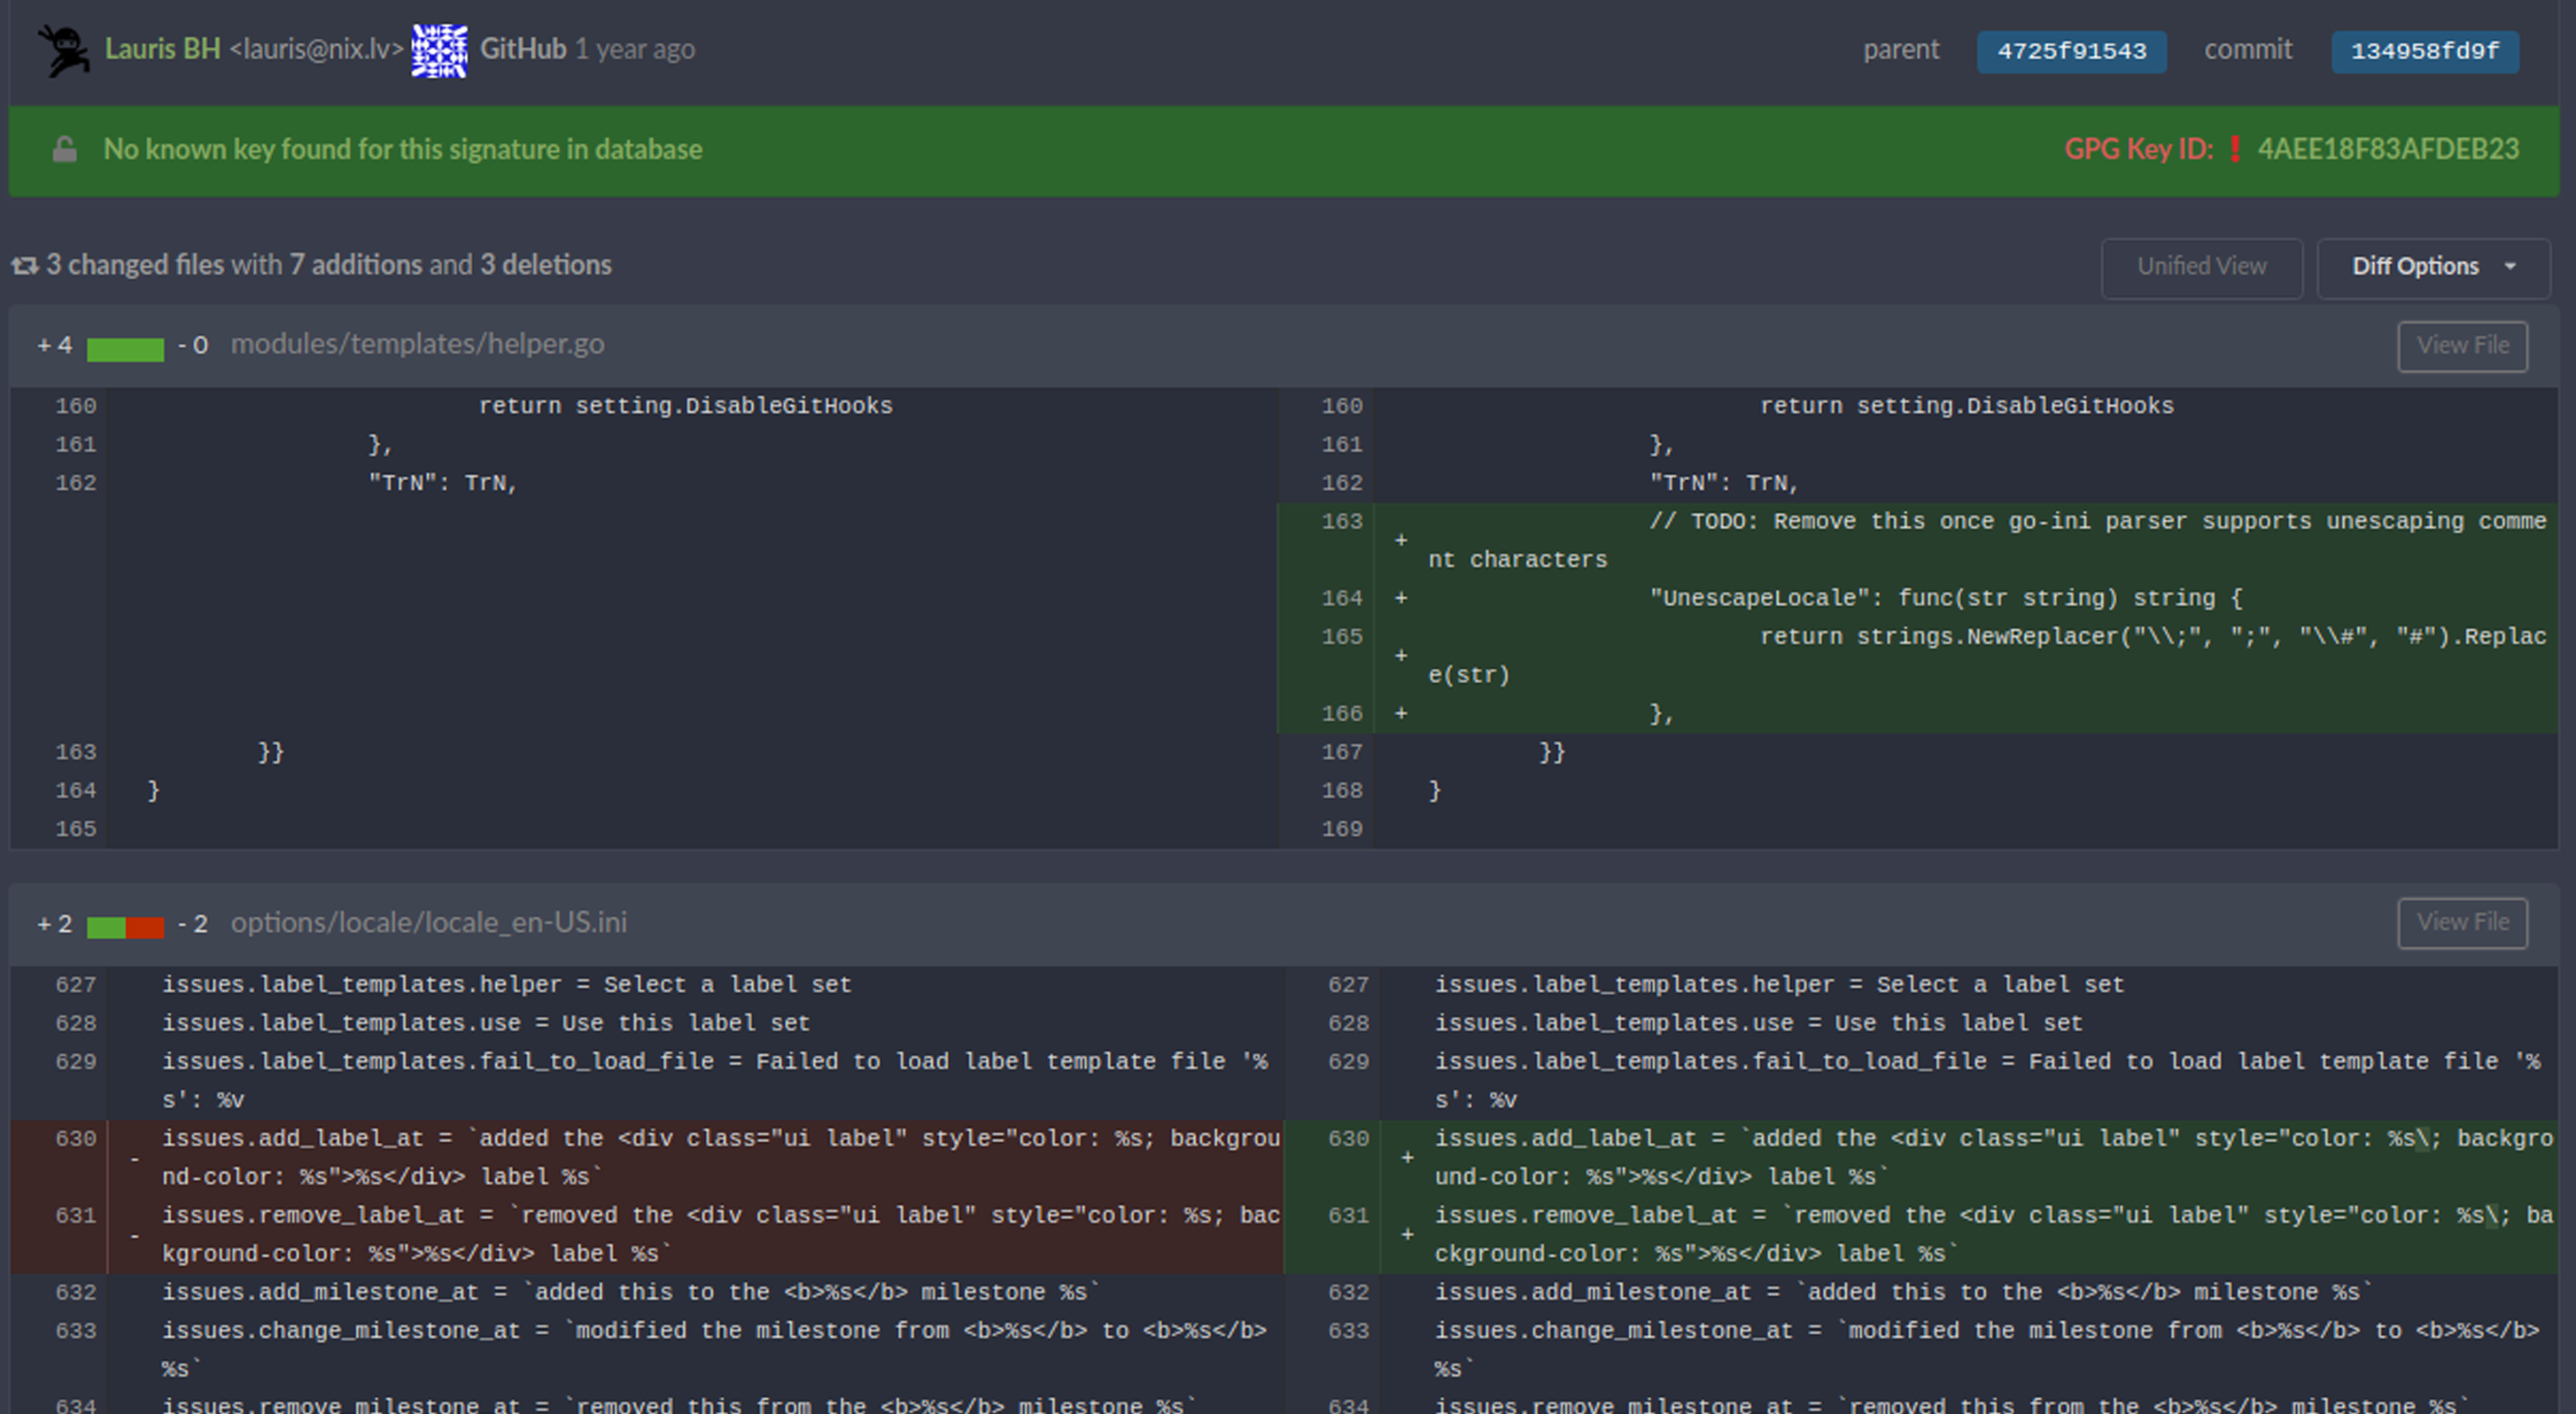 Lauris BH <lauris@nix.lv> GitHub 1 year ago parent 4725f91543 commit 134958fd9f
No known key found for this signature in database GPG Key ID: ! 4AEE18F83AFDEB23
3 changed files with 7 additions and 3 deletions Unified View Diff Options
+ 4 - 0 modules/templates/helper.go View File
160 return setting.DisableGitHooks
161 },
162 "TrN": TrN,
163 }}
164 }
165
160 return setting.DisableGitHooks
161 },
162 "TrN": TrN,
163 + // TODO: Remove this once go-ini parser supports unescaping comme
nt characters
164 + "UnescapeLocale": func(str string) string {
165 + return strings.NewReplacer("\\;", ";", "\\#", "#").Replac
e(str)
166 + },
167 }}
168 }
169
+ 2 - 2 options/locale/locale_en-US.ini View File
627 issues.label_templates.helper = Select a label set
628 issues.label_templates.use = Use this label set
629 issues.label_templates.fail_to_load_file = Failed to load label template file '%
s': %v
630 - issues.add_label_at = `added the <div class="ui label" style="color: %s; backgrou
nd-color: %s">%s</div> label %s`
631 - issues.remove_label_at = `removed the <div class="ui label" style="color: %s; bac
kground-color: %s">%s</div> label %s`
632 issues.add_milestone_at = `added this to the <b>%s</b> milestone %s`
633 issues.change_milestone_at = `modified the milestone from <b>%s</b> to <b>%s</b>
%s`
634 issues.remove_milestone_at = `removed this from the <b>%s</b> milestone %s`
627 issues.label_templates.helper = Select a label set
628 issues.label_templates.use = Use this label set
629 issues.label_templates.fail_to_load_file = Failed to load label template file '%
s': %v
630 + issues.add_label_at = `added the <div class="ui label" style="color: %s\; backgro
und-color: %s">%s</div> label %s`
631 + issues.remove_label_at = `removed the <div class="ui label" style="color: %s\; ba
ckground-color: %s">%s</div> label %s`
632 issues.add_milestone_at = `added this to the <b>%s</b> milestone %s`
633 issues.change_milestone_at = `modified the milestone from <b>%s</b> to <b>%s</b>
%s`
634 issues.remove_milestone_at = `removed this from the <b>%s</b> milestone %s`